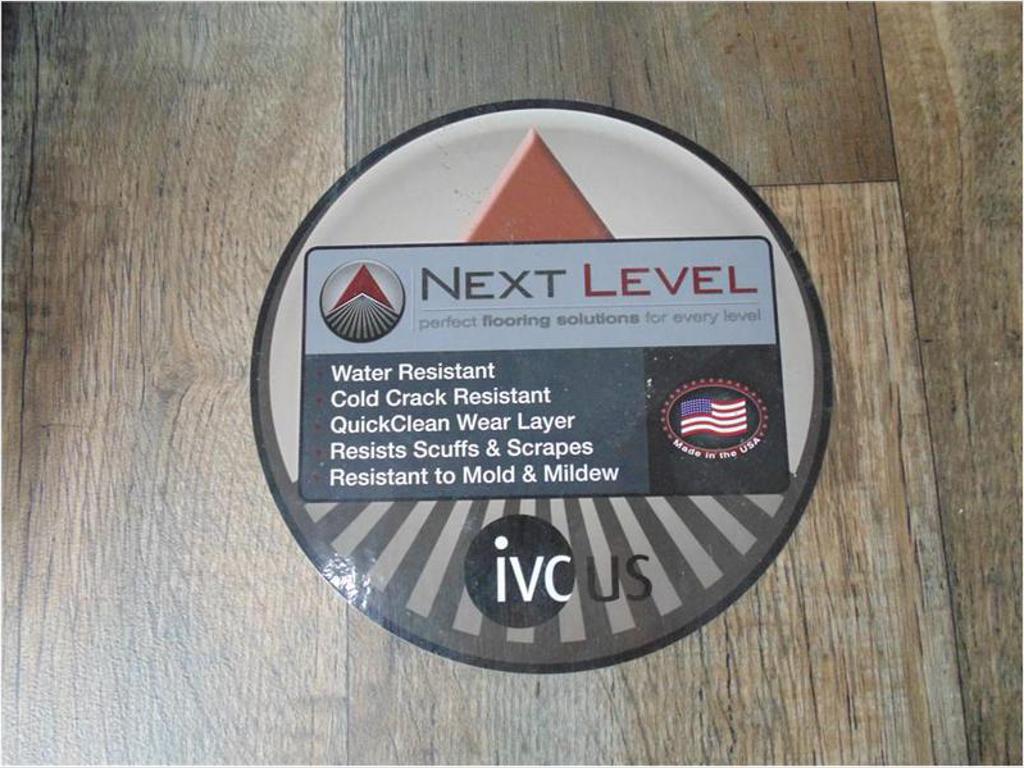 NEXT LEVEL
perfect flooring solutions for every level
Water Resistant
Cold Crack Resistant
QuickClean Wear Layer
Resists Scuffs & Scrapes
Resistant to Mold & Mildew
Made in the USA
ivc us